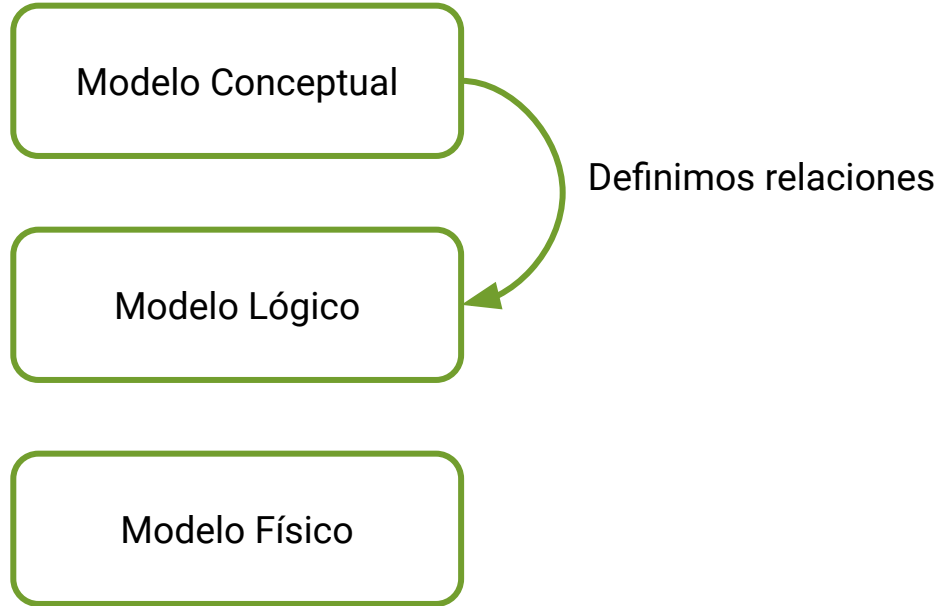 Modelo Conceptual
Definimos relaciones
Modelo Lógico
Modelo Físico